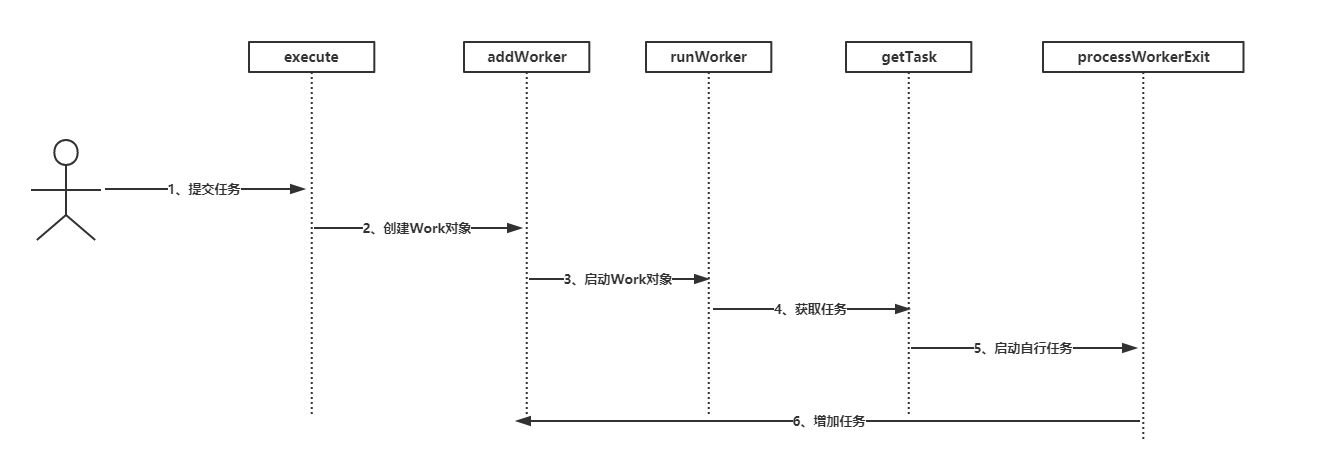 execute
addWorker
runWorker
getTask
processWorkerExit
1、提交任务
2、创建Work对象
3、启动Work对象
4、获取任务
5、启动自行任务
6、增加任务